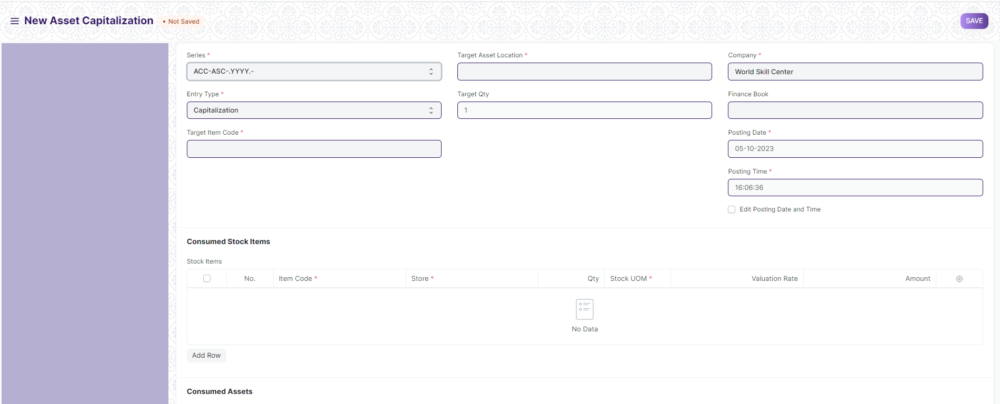 New Asset Capitalization
• Not Saved
SAVE
Series *
ACC-ASC-.YYYY.-
Entry Type *
Capitalization
Target Item Code *
Target Asset Location *
Target Qty
1
Company *
World Skill Center
Finance Book
Posting Date *
05-10-2023
Posting Time *
16:06:36
Edit Posting Date and Time
Consumed Stock Items
Stock Items
No. Item Code * Store * Qty Stock UOM * Valuation Rate Amount
No Data
Add Row
Consumed Assets